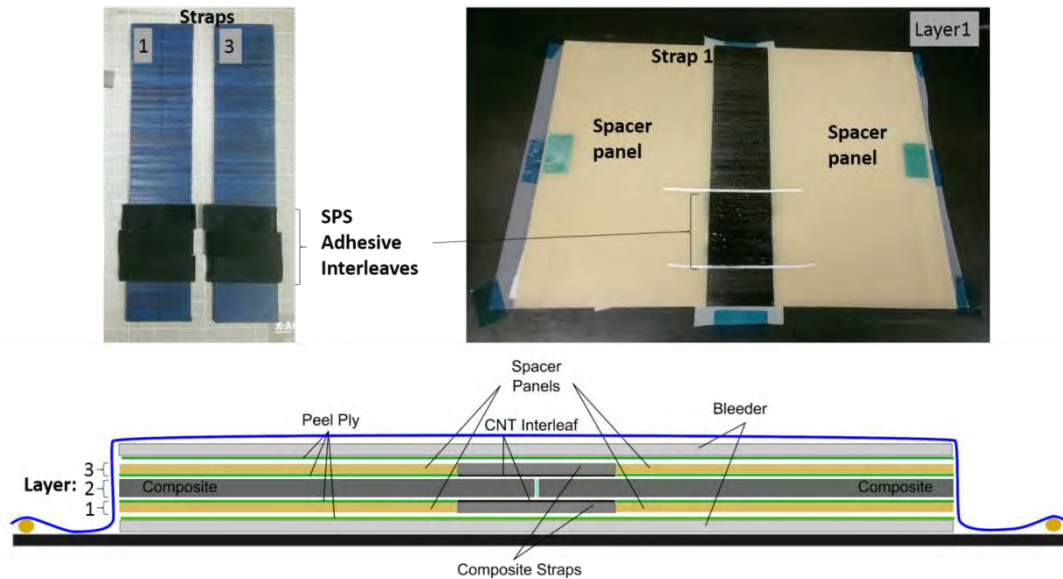 Straps
1
3
SPS
Adhesive
Interleaves
Layer1
Strap 1
Spacer
panel
Spacer
panel
Spacer
Panels
Peel Ply
CNT Interleaf
Bleeder
Layer:
3
2
1
Composite
Composite
Composite Straps